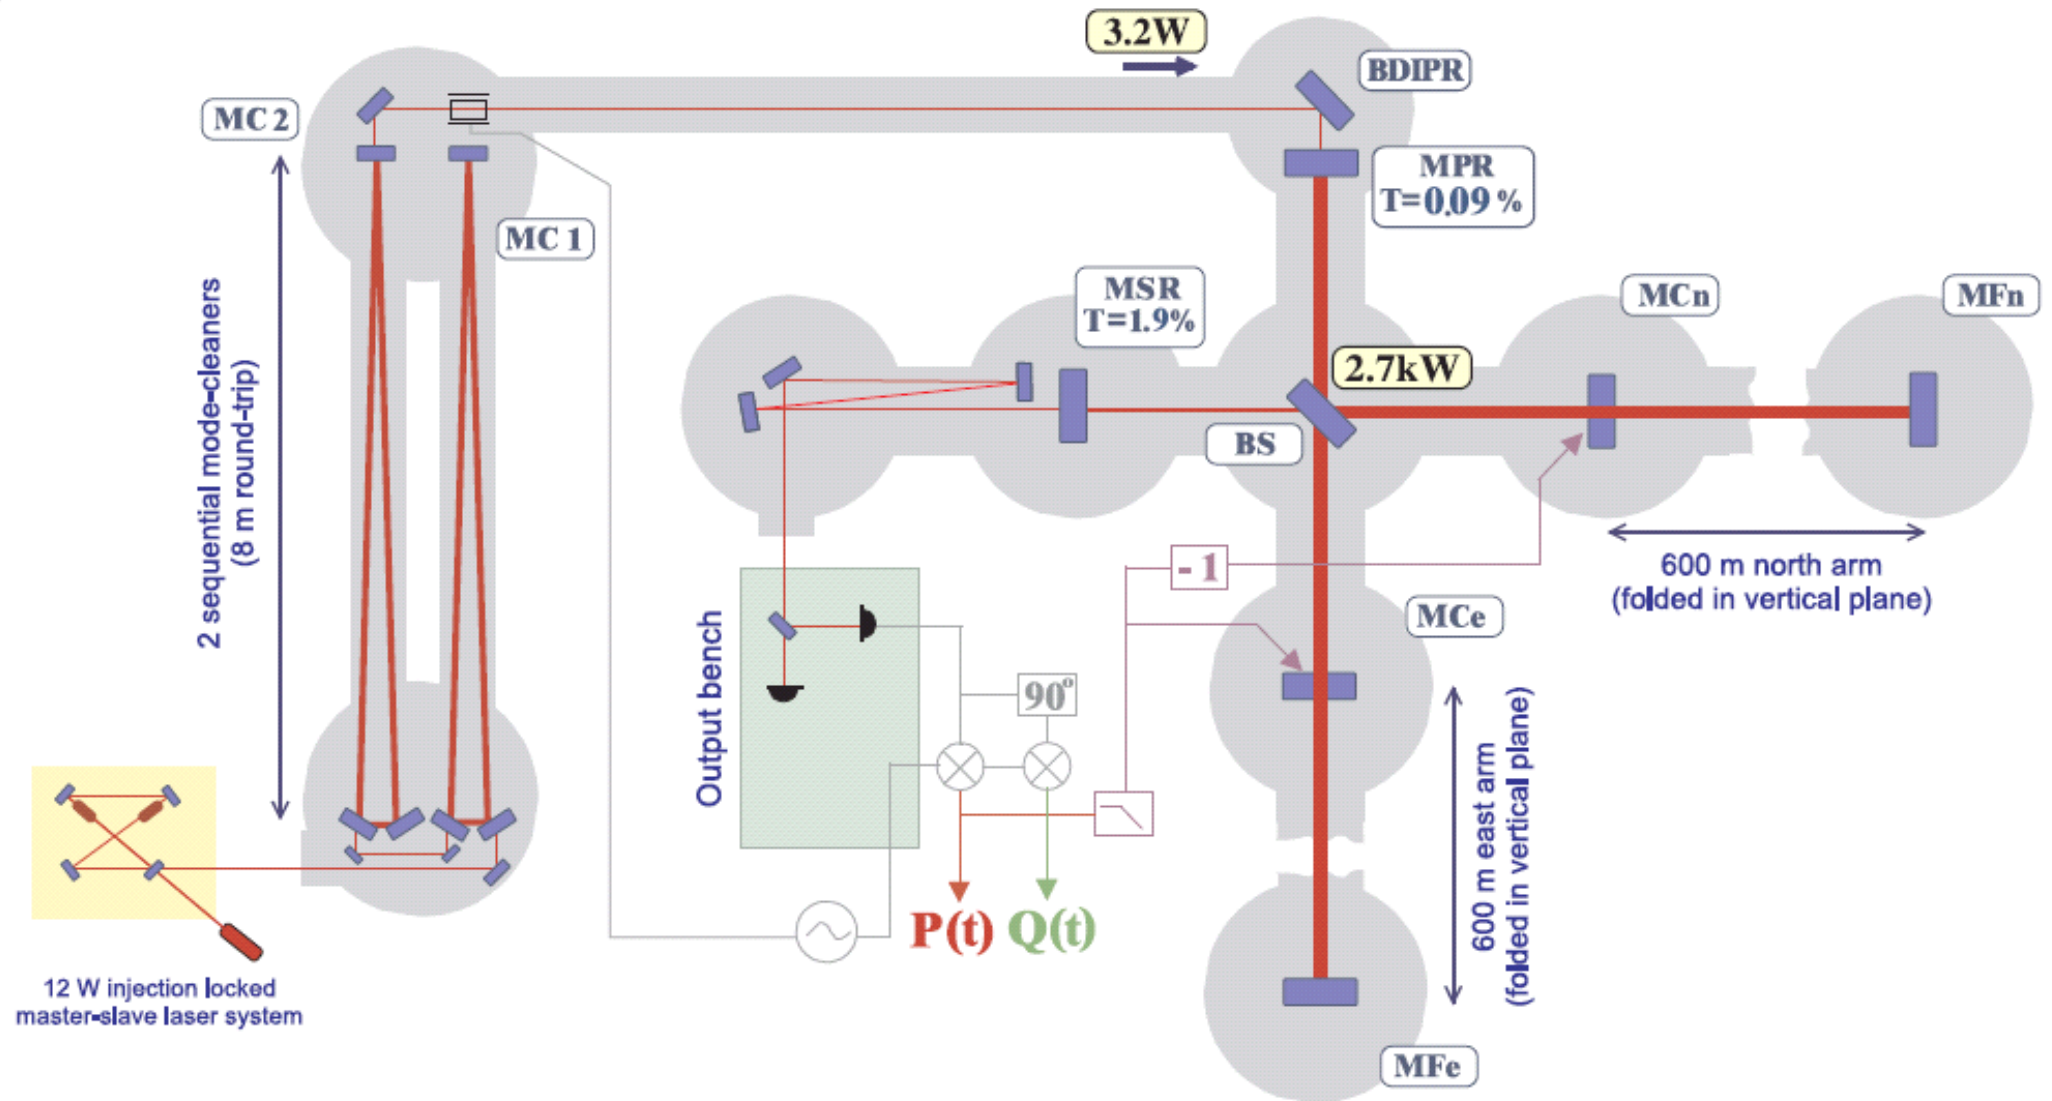 3.2W
BDIPR
MC 2
MPR
T=0.09 %
MC 1
MSR
T=1.9%
MCn
MFn
2.7kW
BS
2 sequential mode-cleaners
(8 m round-trip)
- 1
600 m north arm
(folded in vertical plane)
MCe
Output bench
90°
600 m east arm
(folded in vertical plane)
P(t)
Q(t)
12 W injection locked
master-slave laser system
MFe